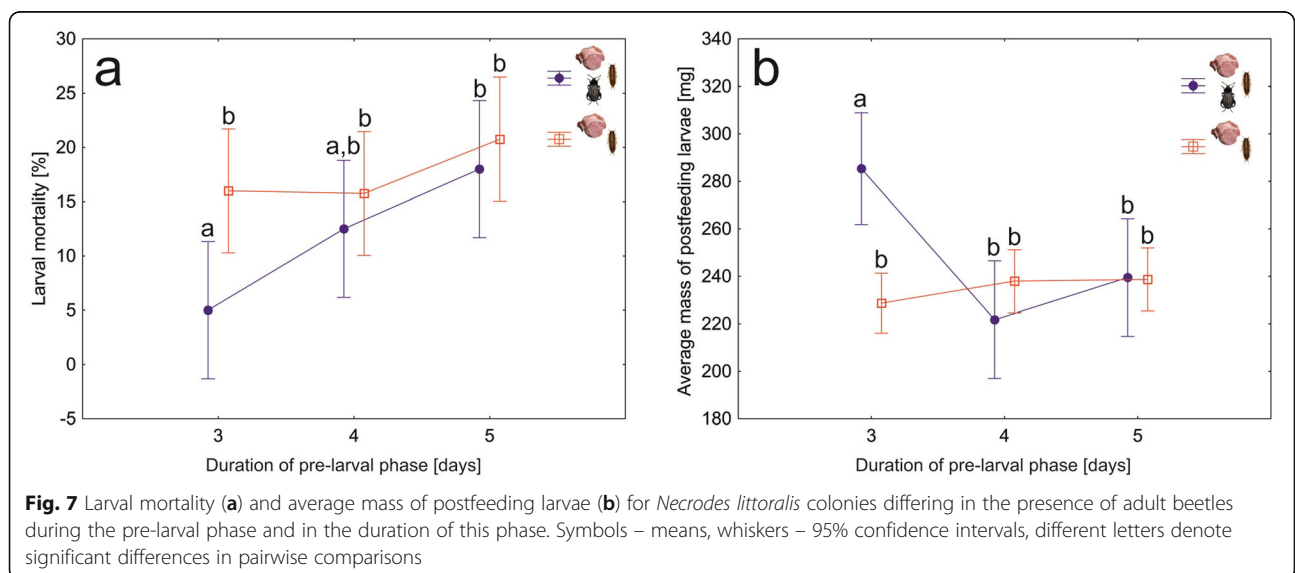 a
Larval mortality [%]
30
25
20
15
10
5
0
-5
a
b
a,b
b
b
b
3
4
5
Duration of pre-larval phase [days]
b
Average mass of postfeeding larvae [mg]
340
320
300
280
260
240
220
200
180
a
b
b
b
b
b
3
4
5
Duration of pre-larval phase [days]
Fig. 7 Larval mortality (a) and average mass of postfeeding larvae (b) for Necrodes littoralis colonies differing in the presence of adult beetles
during the pre-larval phase and in the duration of this phase. Symbols – means, whiskers – 95% confidence intervals, different letters denote
significant differences in pairwise comparisons